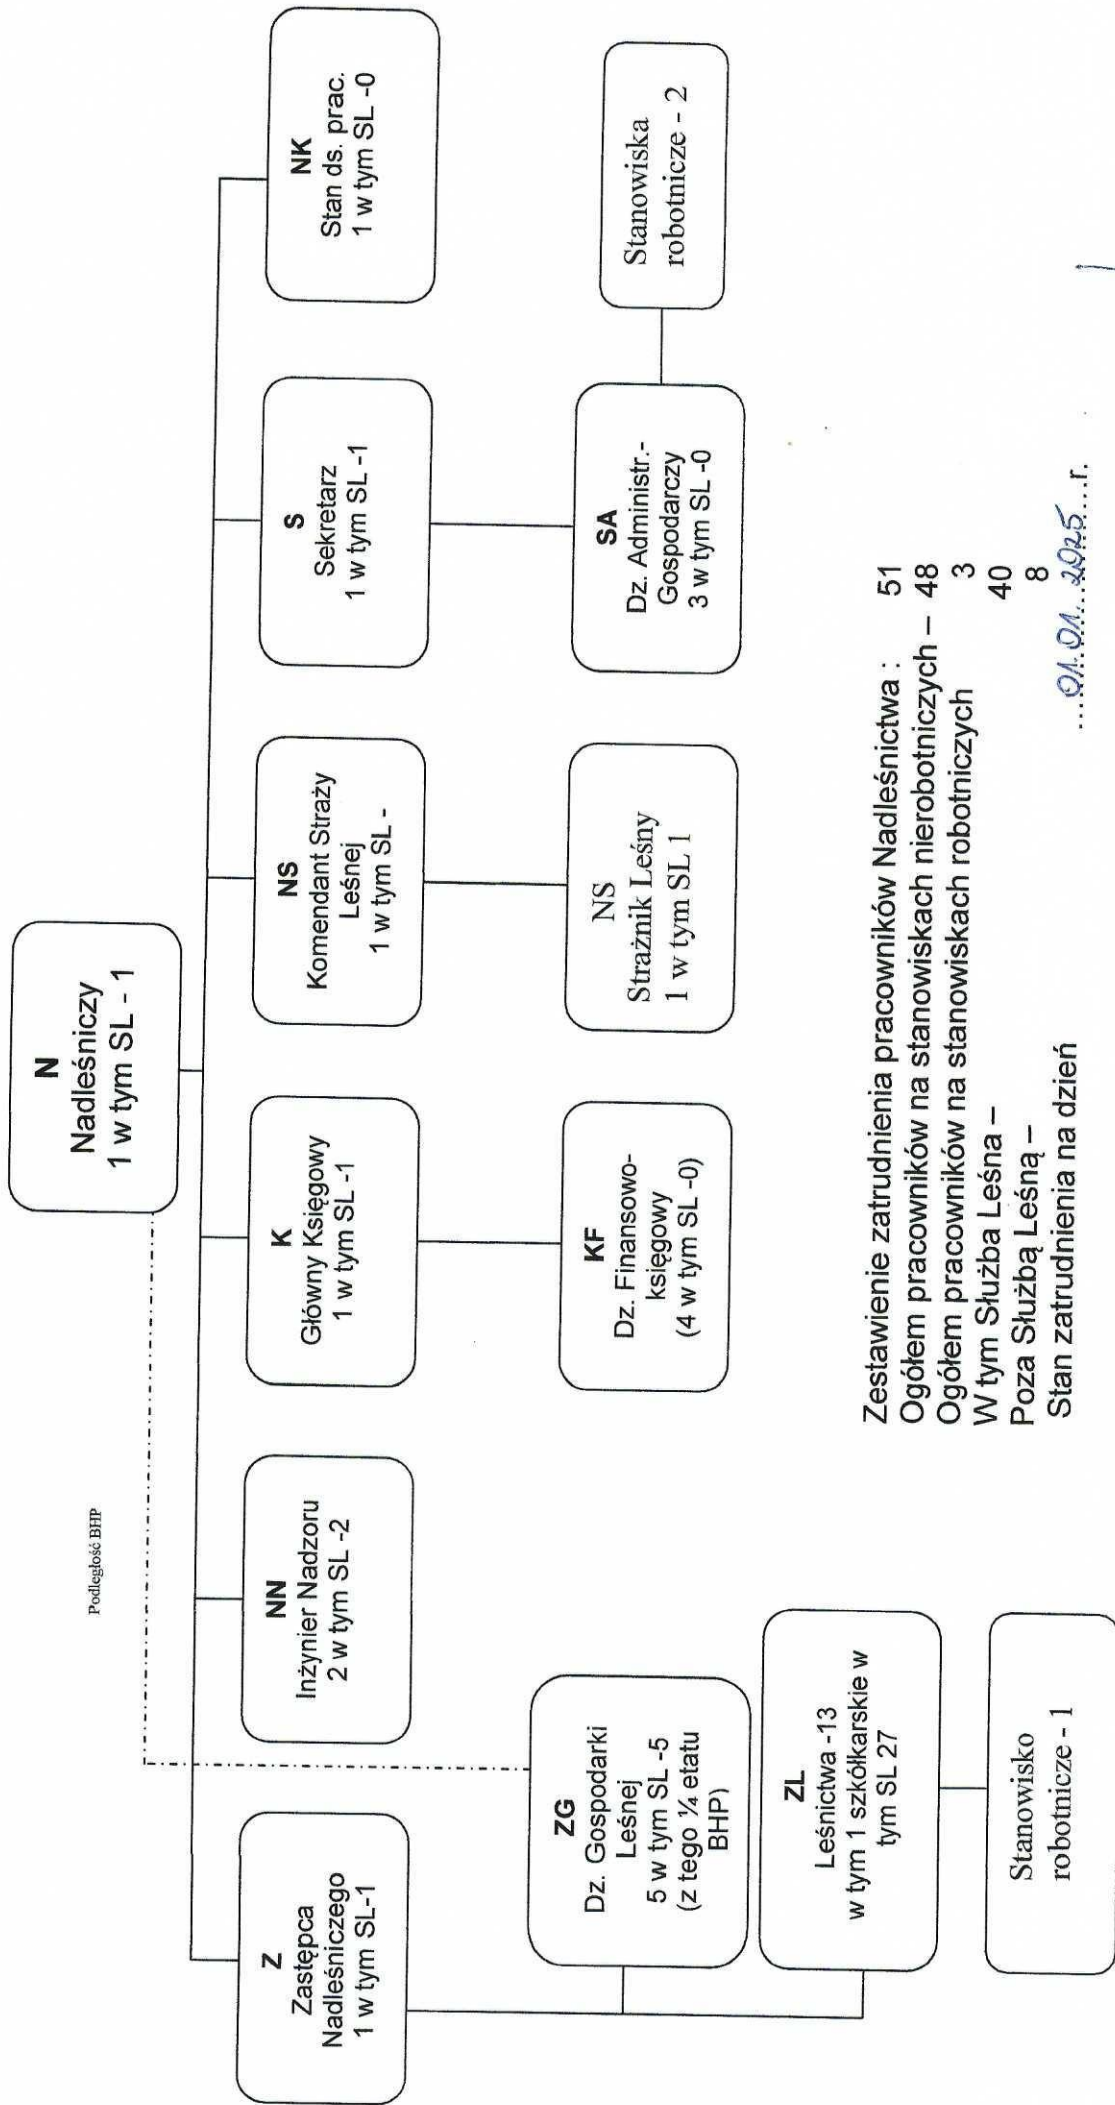 N
Nadleśniczy
1 w tym SL - 1
Podległość BHP
Z
Zastępca
Nadleśniczego
1 w tym SL-1
NN
Inżynier Nadzoru
2 w tym SL -2
K
Główny Księgowy
1 w tym SL -1
NS
Komendant Straży
Leśnej
1 w tym SL -
S
Sekretarz
1 w tym SL -1
NK
Stan ds. prac.
1 w tym SL -0
ZG
Dz. Gospodarki
Leśnej
5 w tym SL -5
(z tego ¼ etatu
BHP)
KF
Dz. Finansowo-
księgowy
(4 w tym SL -0)
NS
Strażnik Leśny
1 w tym SL 1
SA
Dz. Administr.-
Gospodarczy
3 w tym SL -0
Stanowiska
robotnicze - 2
ZL
Leśnictwa -13
w tym 1 szkółkarskie w
tym SL 27
Stanowisko
robotnicze - 1
Zestawienie zatrudnienia pracowników Nadleśnictwa : 51
Ogółem pracowników na stanowiskach nierobotniczych – 48
Ogółem pracowników na stanowiskach robotniczych 3
W tym Służba Leśna – 40
Poza Służbą Leśną – 8
Stan zatrudnienia na dzień ....01.01.2025.....r.